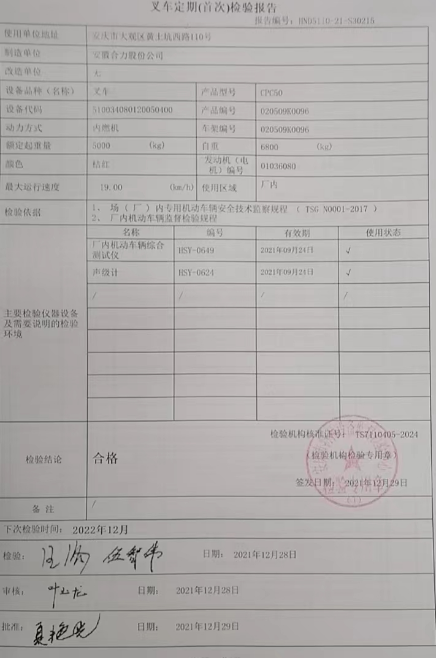 叉车定期(首次)检验报告
报告编号：HN05110-21-S30215
使用单位地址 安庆市大观区黄土坑西路110号
制造单位 安徽合力股份公司
改造单位 无
设备品种（名称） 叉车 产品型号 CPC50
设备代码 510034080120050400 产品编号 020509E0096
动力方式 内燃机 车架编号 020509E0096
额定起重量 5000 (kg) 自重 6800 (kg)
颜色 桔红 发动机（电机）编号 01036080
最大运行速度 19.00 (km/h) 使用区域 厂内
检验依据 1、场（厂）内专用机动车辆安全技术监察规程（TSG N0001-2017）
2、厂内机动车辆监督检验规程
主要检验仪器设备及需要说明的检验环境
名称 编号 有效期 使用状态
厂内机动车辆综合测试仪 HSY-0649 2021年09月24日 √
声级计 HSY-0624 2021年09月24日 √
/ / / /
检验机构核准证号：TS7110495-2024
检验结论 合格 （检验机构检验专用章）
签发日期：2021年12月29日
备注 /
下次检验时间：2022年12月
检验： 日期：2021年12月28日
审核： 日期：2021年12月28日
批准： 日期：2021年12月29日